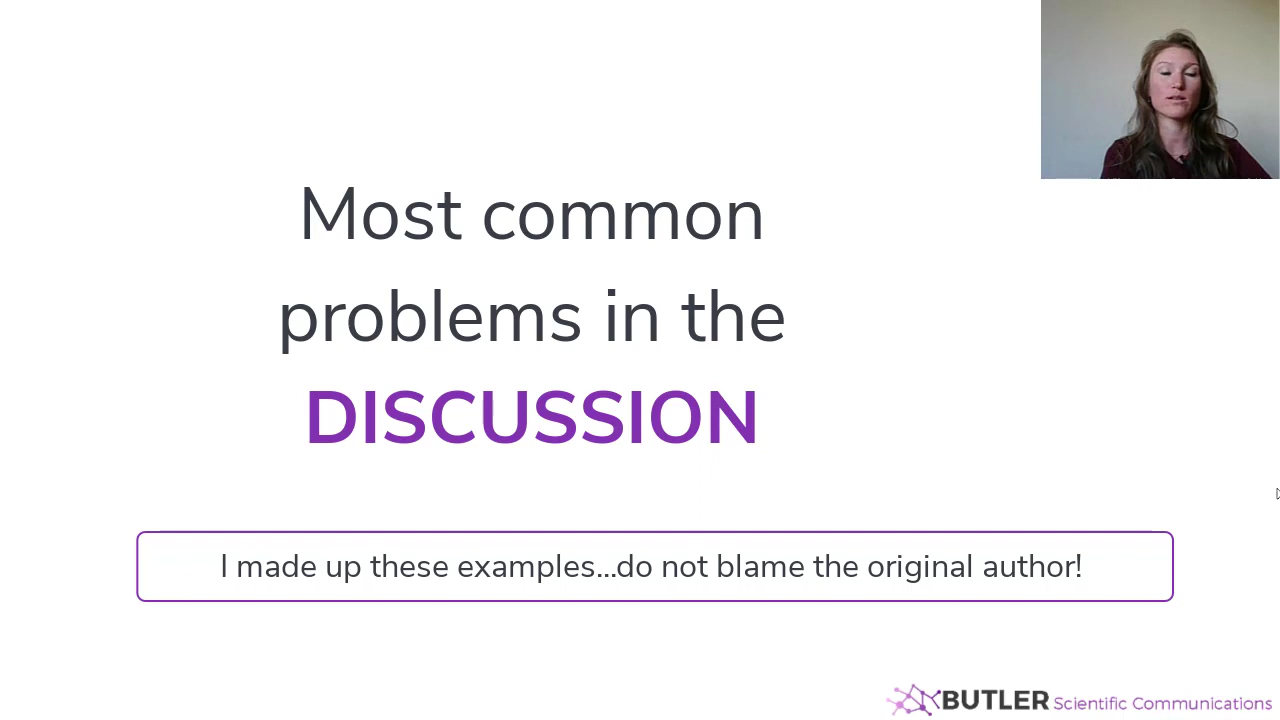 Most common
problems in the
DISCUSSION
I made up these examples...do not blame the original author!
BUTLER Scientific Communications